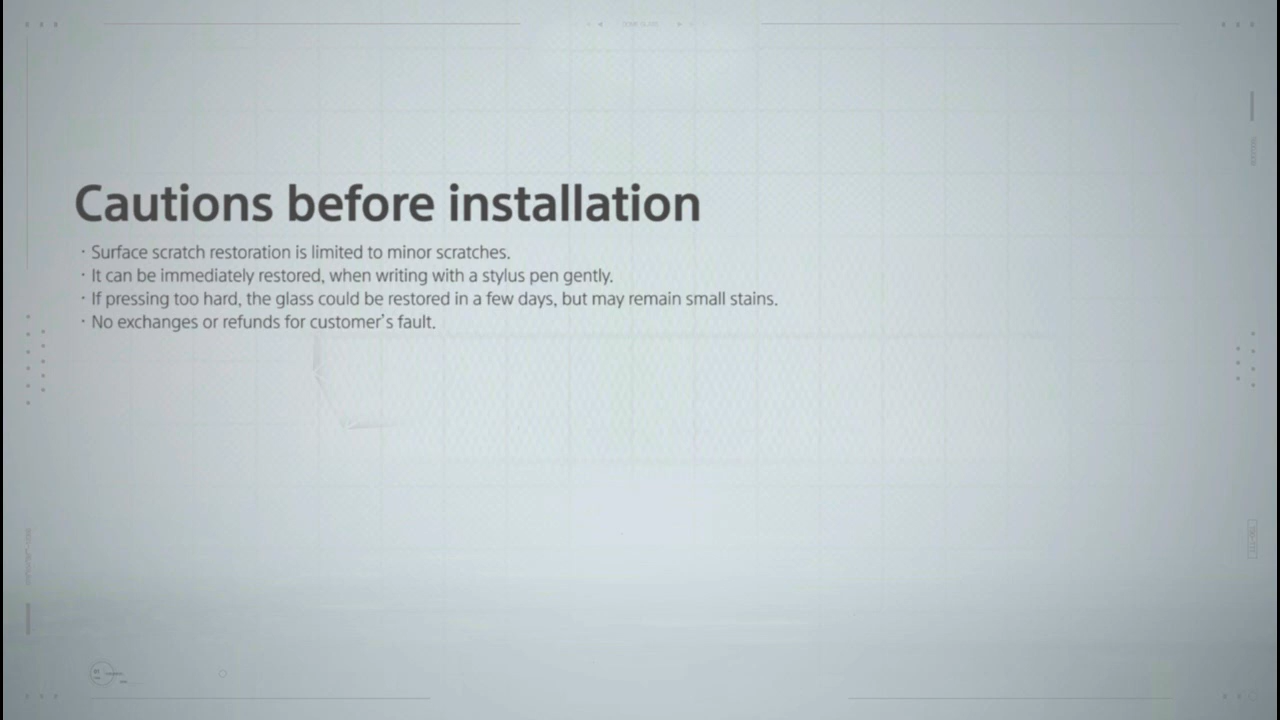 Cautions before installation
· Surface scratch restoration is limited to minor scratches.
· It can be immediately restored, when writing with a stylus pen gently.
· If pressing too hard, the glass could be restored in a few days, but may remain small stains.
· No exchanges or refunds for customer's fault.